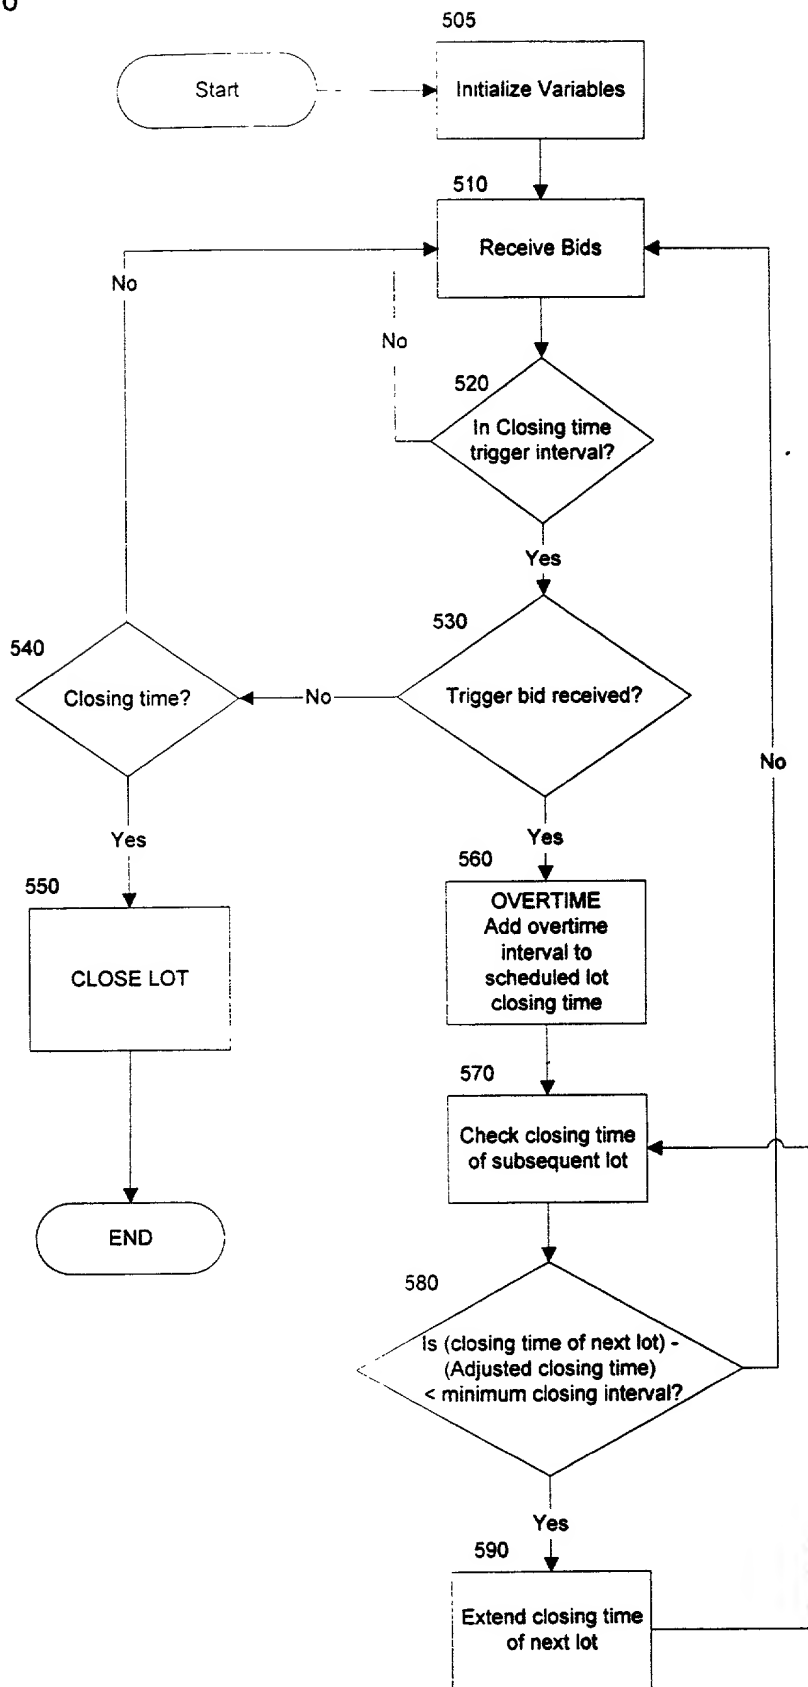 505
Start
Initialize Variables
510
Receive Bids
No
No
520
In Closing time
trigger interval?
Yes
530
540
Closing time?
No
Trigger bid received?
No
Yes
Yes
560
550
OVERTIME
Add overtime
interval to
scheduled lot
closing time
CLOSE LOT
570
Check closing time
of subsequent lot
END
580
Is (closing time of next lot) -
(Adjusted closing time)
< minimum closing interval?
Yes
590
Extend closing time
of next lot